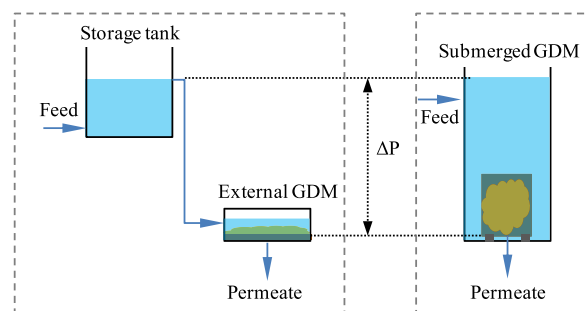 Storage tank
Feed
External GDM
Permeate
ΔP
Submerged GDM
Feed
Permeate